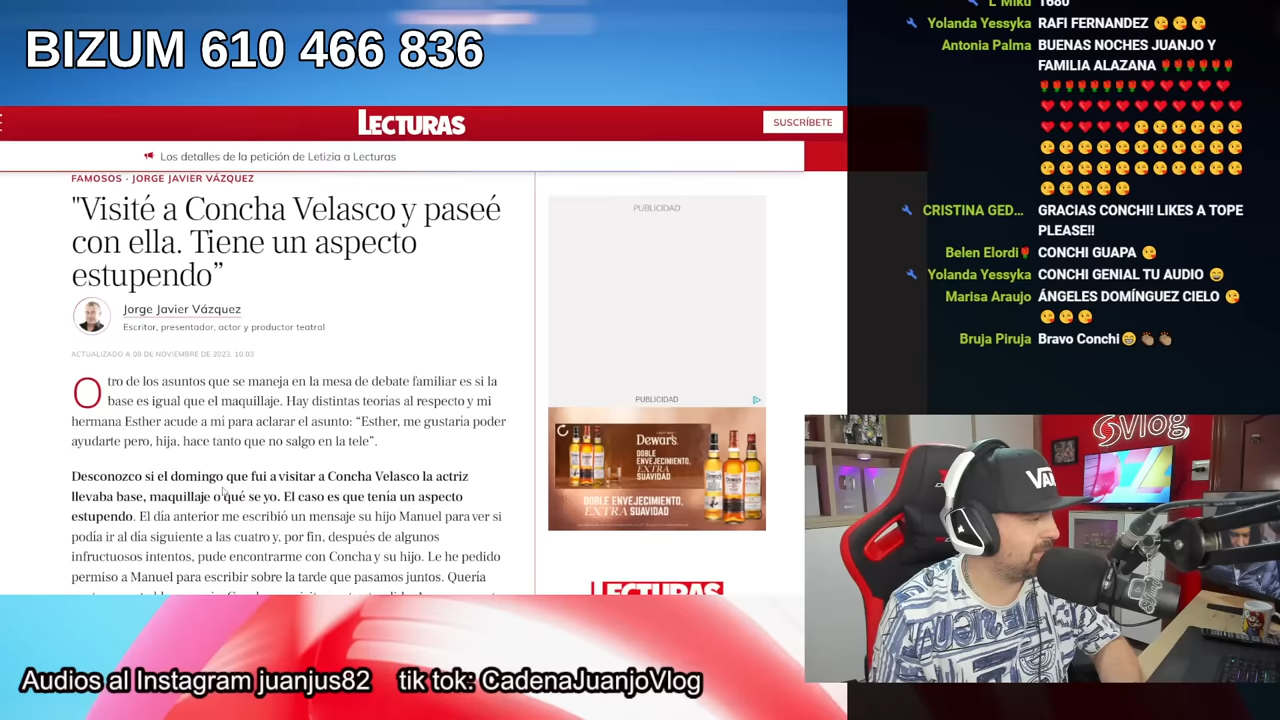 BIZUM 610 466 836
LECTURAS
SUSCRÍBETE
Los detalles de la petición de Letizia a Lecturas
FAMOSOS · JORGE JAVIER VÁZQUEZ
"Visité a Concha Velasco y paseé
con ella. Tiene un aspecto
estupendo”
Jorge Javier Vázquez
Escritor, presentador, actor y productor teatral
ACTUALIZADO A 09 DE NOVIEMBRE DE 2023, 10:03
Otro de los asuntos que se maneja en la mesa de debate familiar es si la
base es igual que el maquillaje. Hay distintas teorías al respecto y mi
hermana Esther acude a mí para aclarar el asunto: “Esther, me gustaría poder
ayudarte pero, hija, hace tanto que no salgo en la tele”.
Desconozco si el domingo que fui a visitar a Concha Velasco la actriz
llevaba base, maquillaje o qué se yo. El caso es que tenía un aspecto
estupendo. El día anterior me escribió un mensaje su hijo Manuel para ver si
podía ir al día siguiente a las cuatro y, por fin, después de algunos
infructuosos intentos, pude encontrarme con Concha y su hijo. Le he pedido
permiso a Manuel para escribir sobre la tarde que pasamos juntos. Quería
PUBLICIDAD
PUBLICIDAD
Dewar's
DOBLE
ENVEJECIMIENTO,
EXTRA
SUAVIDAD
DOBLE ENVEJECIMIENTO,
EXTRA SUAVIDAD
LECTURAS
L Miku 1680
Yolanda Yessyka RAFI FERNANDEZ 😘 😘 😘
Antonia Palma BUENAS NOCHES JUANJO Y
FAMILIA ALAZANA 🌹🌹🌹🌹🌹🌹
🌹🌹🌹🌹🌹🌹🌹🌹❤️❤️❤️❤️❤️
❤️❤️❤️❤️❤️❤️❤️❤️❤️❤️❤️
❤️❤️❤️❤️❤️😘😘😘😘😘😘
😘😘😘😘😘😘😘😘😘😘😘
😘😘😘😘😘😘😘😘😘😘😘
😘😘😘😘😘
CRISTINA GED... GRACIAS CONCHI! LIKES A TOPE
PLEASE!!
Belen Elordi🌹 CONCHI GUAPA 😘
Yolanda Yessyka CONCHI GENIAL TU AUDIO 😄
Marisa Araujo ÁNGELES DOMÍNGUEZ CIELO 😘
😘 😘 😘
Bruja Piruja Bravo Conchi😁 👏🏽 👏🏽
Vlog
VANS
Audios al Instagram juanjus82 tik tok: CadenaJuanjoVlog